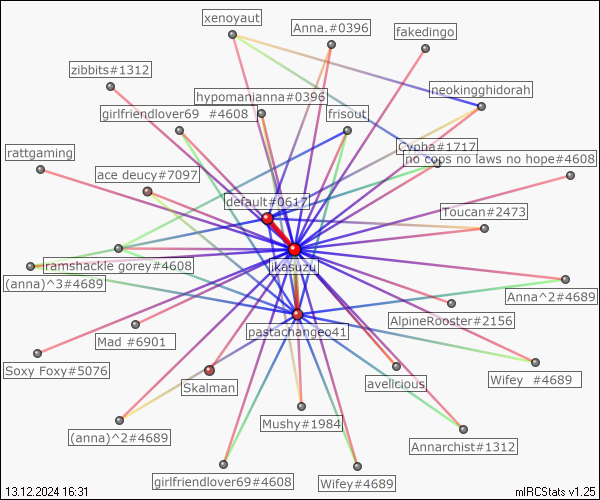 xenoyaut
Anna.#0396
fakedingo
zibbits#1312
neokingghidorah
hypomanianna#0396
girlfriendlover69 #4608
frisout
Cypha#1717
rattgaming
no cops no laws no hope#4608
ace deucy#7097
default#0617
Toucan#2473
jkasuzu
ramshackle gorey#4608
(anna)^3#4689
Anna^2#4689
AlpineRooster#2156
pastachangeo41
Mad #6901
Soxy Foxy#5076
Skalman
avelicious
Wifey #4689
Mushy#1984
(anna)^2#4689
Annarchist#1312
girlfriendlover69#4608
Wifey#4689
13.12.2024 16:31
mIRCStats v1.25